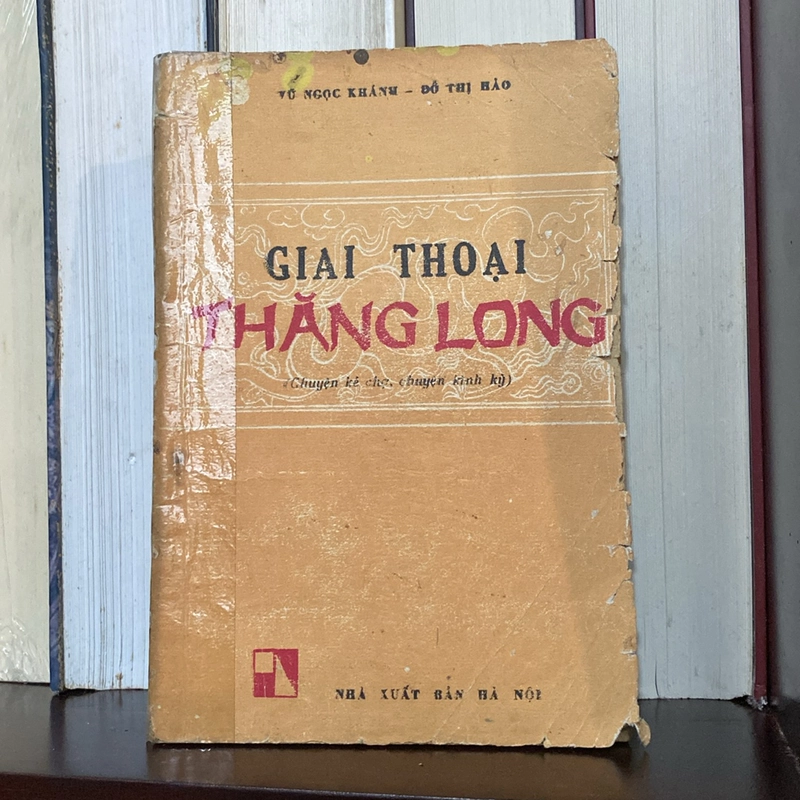 VŨ NGỌC KHÁNH – ĐỖ THỊ HẢO
GIAI THOẠI
THĂNG LONG
(Chuyện kẻ chợ, chuyện kinh kỳ)
NHÀ XUẤT BẢN HÀ NỘI